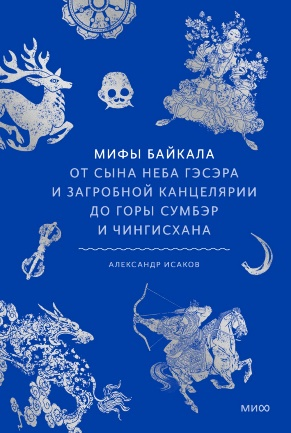 МИФЫ БАЙКАЛА
ОТ СЫНА НЕБА ГЭСЭРА
И ЗАГРОБНОЙ КАНЦЕЛЯРИИ
ДО ГОРЫ СУМБЭР
И ЧИНГИСХАНА
АЛЕКСАНДР ИСАКОВ
МИФ